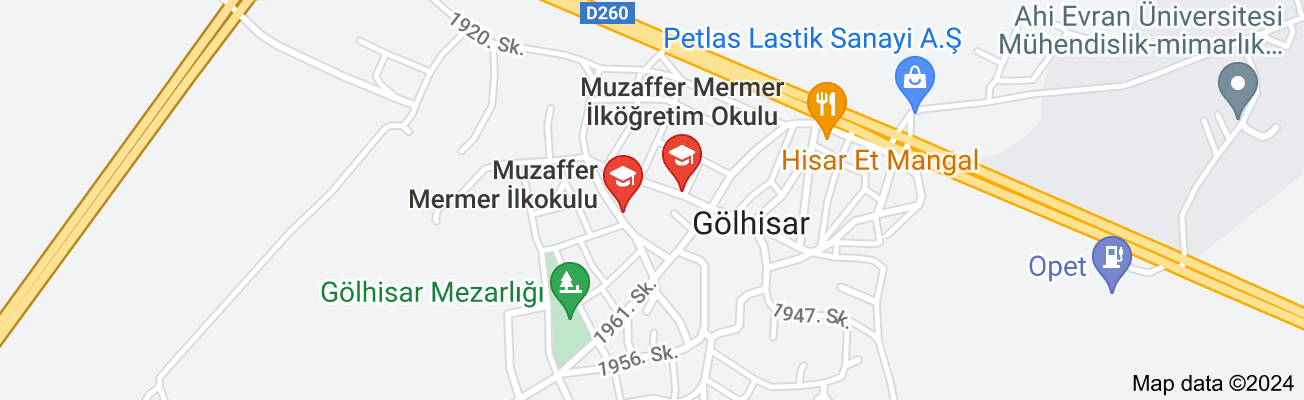 D260
1920. Sk.
Petlas Lastik Sanayi A.Ş
Ahi Evran Üniversitesi
Mühendislik-mimarlık...
Muzaffer Mermer
İlköğretim Okulu
Hisar Et Mangal
Muzaffer
Mermer İlkokulu
Gölhisar
Opet
Gölhisar Mezarlığı
1961. Sk.
1947. Sk.
1956. Sk.
Map data ©2024